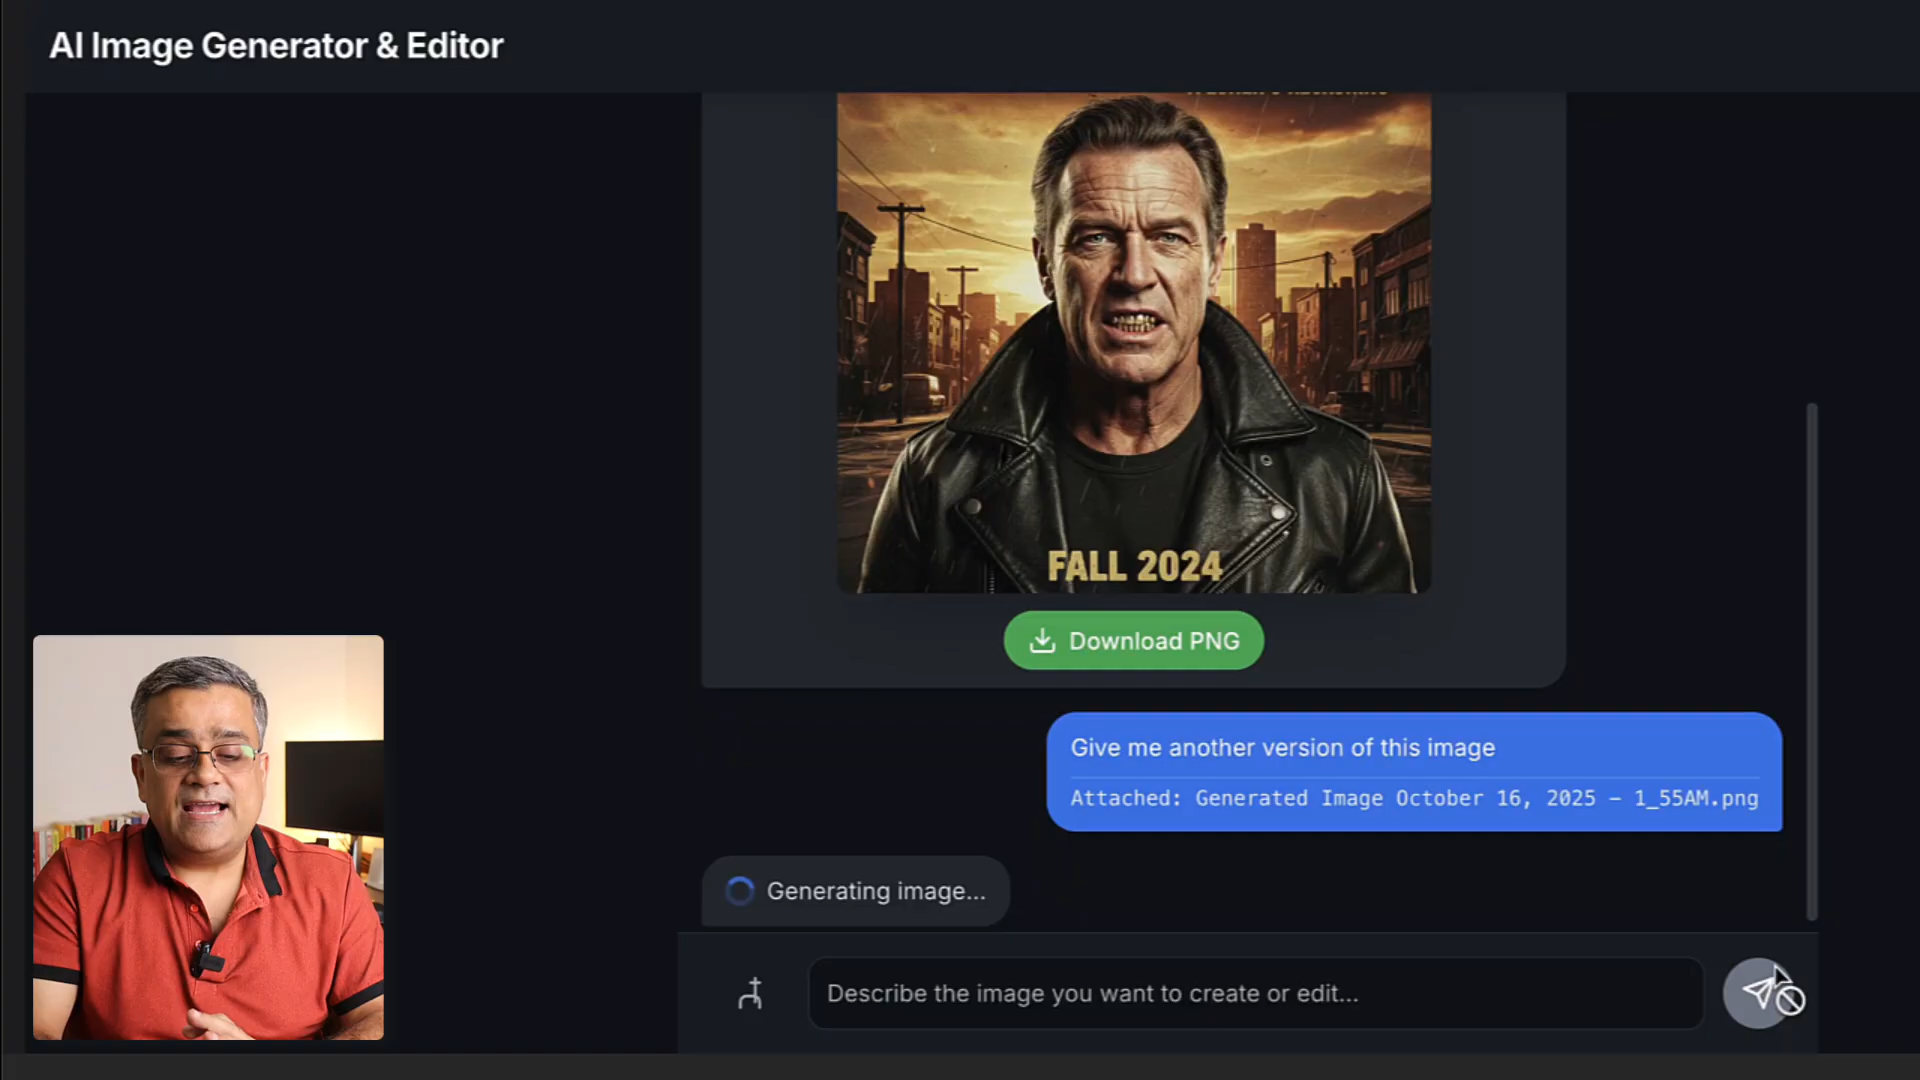 AI Image Generator & Editor
FALL 2024
Download PNG
Give me another version of this image
Attached: Generated Image October 16, 2025 – 1_55AM.png
Generating image...
Describe the image you want to create or edit...